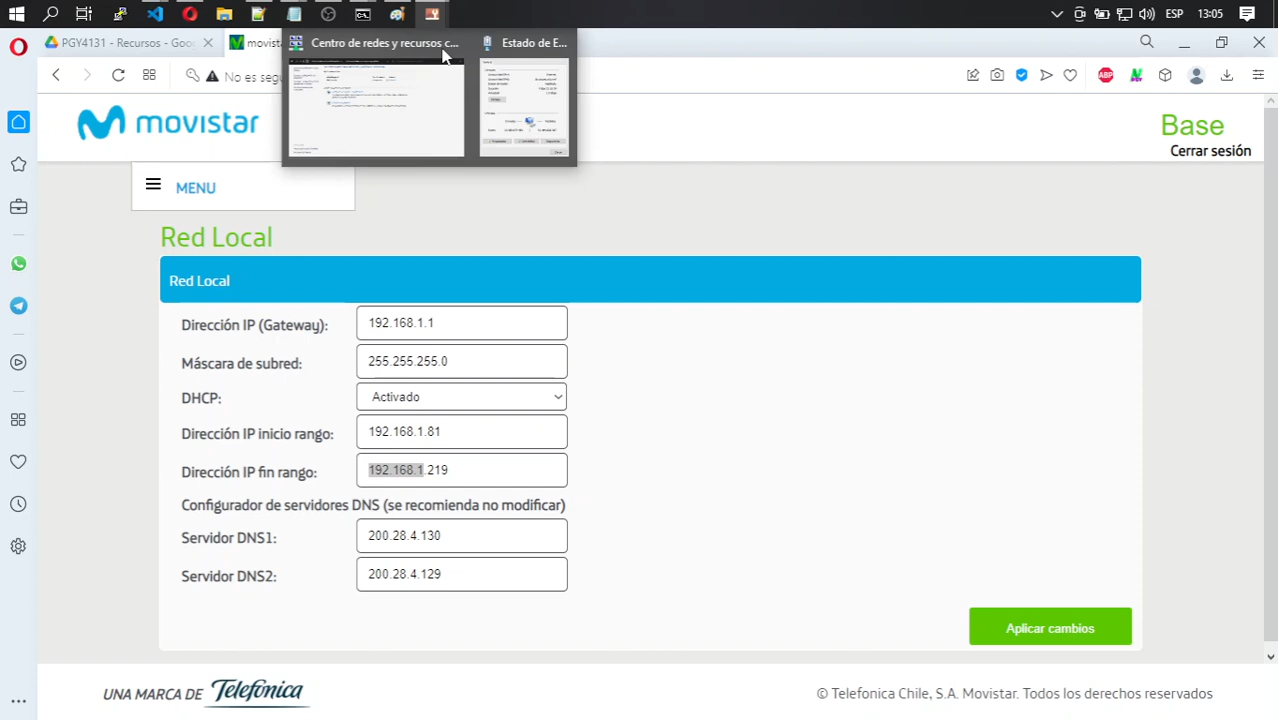 ESP
13:05
PGY4131 - Recursos - Goo
movist
Centro de redes y recursos c...
Estado de E...
No es segu
ABP
movistar
Base
Cerrar sesión
MENU
Red Local
Red Local
Dirección IP (Gateway): 192.168.1.1
Máscara de subred: 255.255.255.0
DHCP: Activado
Dirección IP inicio rango: 192.168.1.81
Dirección IP fin rango: 192.168.1.219
Configurador de servidores DNS (se recomienda no modificar)
Servidor DNS1: 200.28.4.130
Servidor DNS2: 200.28.4.129
Aplicar cambios
UNA MARCA DE Telefónica
© Telefonica Chile, S.A. Movistar. Todos los derechos reservados